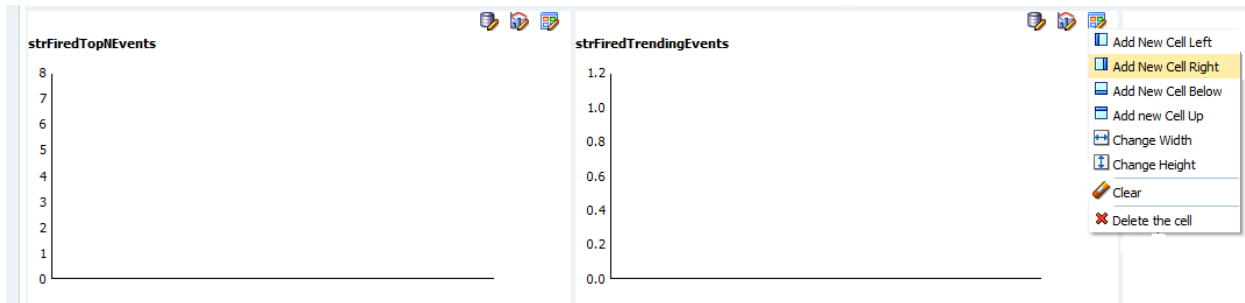 strFiredTopNEvents
8
7
6
5
4
3
2
1
0
strFiredTrendingEvents
1.2
1.0
0.8
0.6
0.4
0.2
0.0
Add New Cell Left
Add New Cell Right
Add New Cell Below
Add new Cell Up
Change Width
Change Height
Clear
Delete the cell